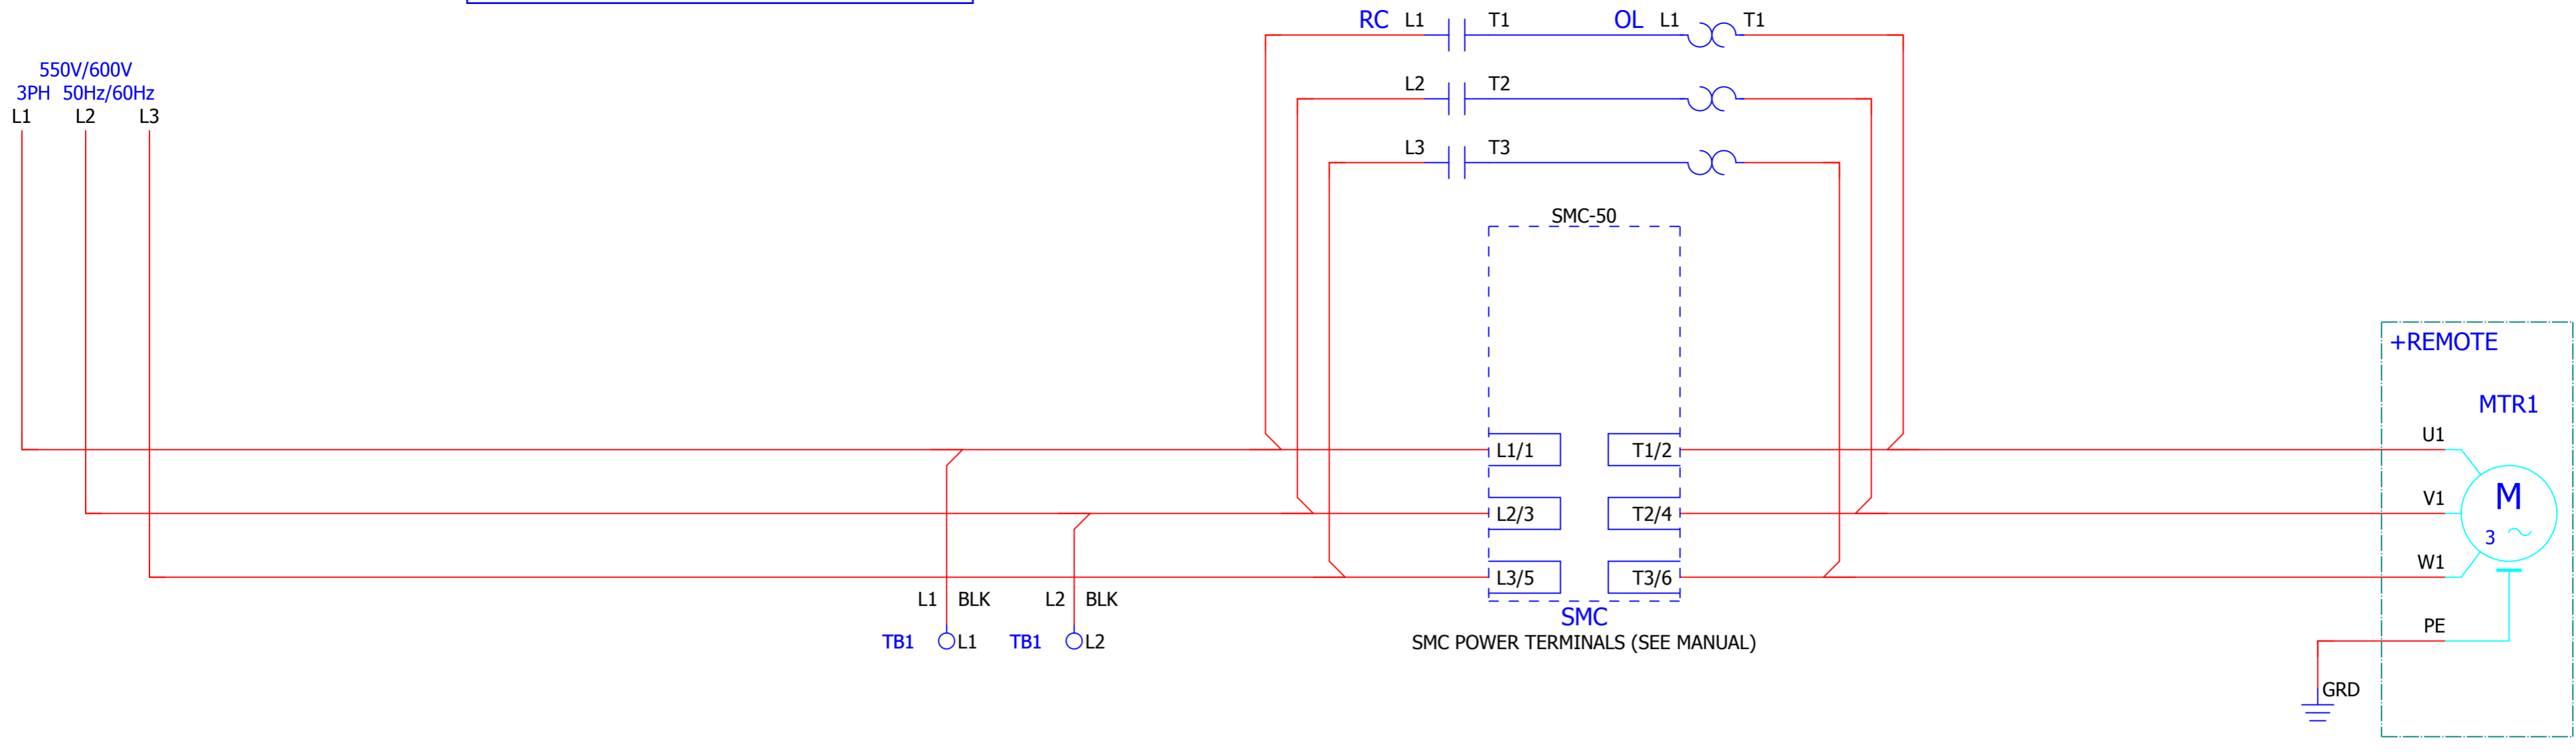 RC L1 T1 OL L1 T1
550V/600V
3PH 50Hz/60Hz
L1 L2 L3
L2 T2
L3 T3
SMC-50
+REMOTE
MTR1
L1/1 T1/2 U1
L2/3 T2/4 V1
M
3
L3/5 T3/6 W1
L1 BLK L2 BLK
SMC
TB1 L1 TB1 L2
SMC POWER TERMINALS (SEE MANUAL)
PE
GRD